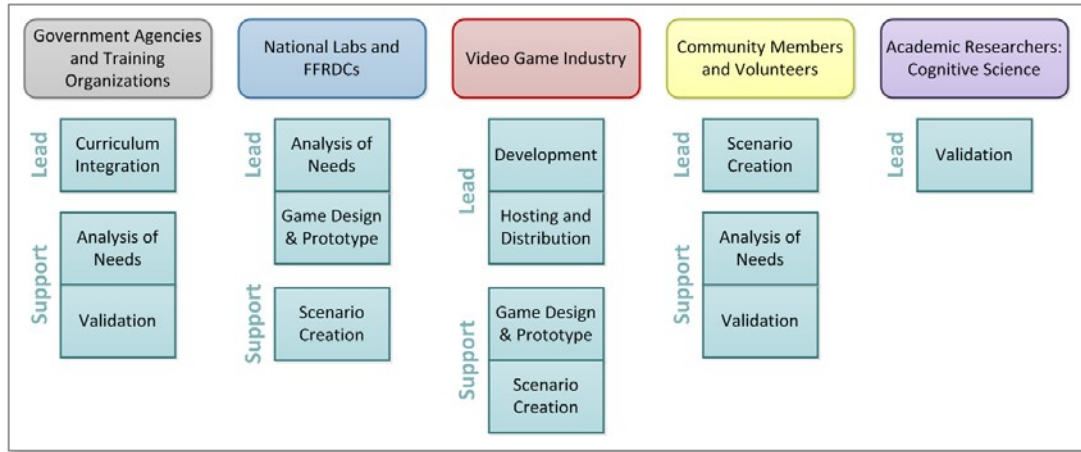 Government Agencies
and Training
Organizations
Lead
Curriculum
Integration
Support
Analysis of
Needs
Validation
National Labs and
FFRDCs
Lead
Analysis of
Needs
Game Design
& Prototype
Support
Scenario
Creation
Video Game Industry
Lead
Development
Hosting and
Distribution
Support
Game Design
& Prototype
Scenario
Creation
Community Members
and Volunteers
Lead
Scenario
Creation
Support
Analysis of
Needs
Validation
Academic Researchers:
Cognitive Science
Lead
Validation